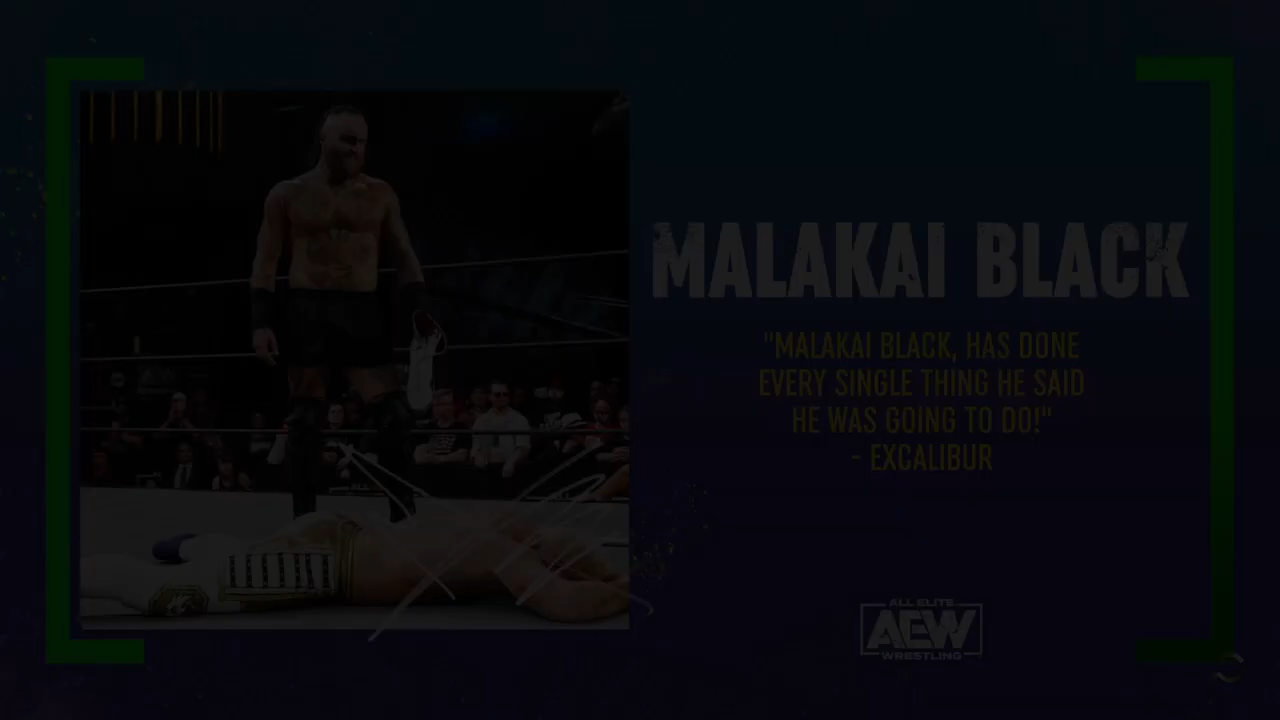 MALAKAI BLACK
"MALAKAI BLACK, HAS DONE
EVERY SINGLE THING HE SAID
HE WAS GOING TO DO!"
- EXCALIBUR
ALL ELITE
AEW
WRESTLING